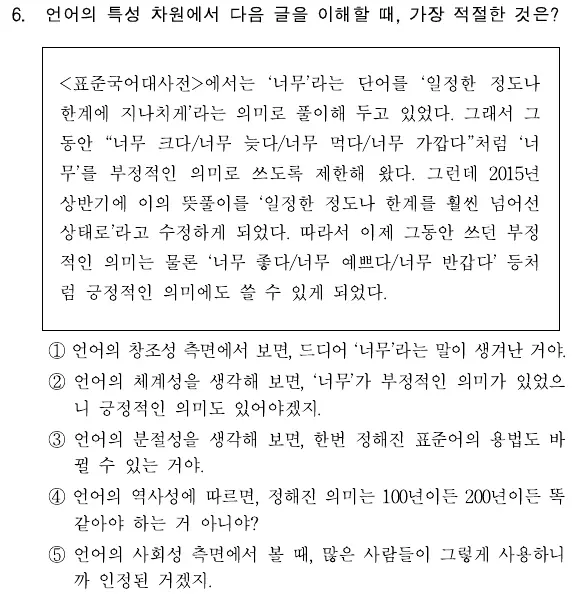 6. 언어의 특성 차원에서 다음 글을 이해할 때, 가장 적절한 것은?
<표준국어대사전>에서는 ‘너무’라는 단어를 ‘일정한 정도나
한계에 지나치게’라는 의미로 풀이해 두고 있었다. 그래서 그
동안 “너무 크다/너무 늦다/너무 먹다/너무 가깝다”처럼 ‘너
무’를 부정적인 의미로 쓰도록 제한해 왔다. 그런데 2015년
상반기에 이의 뜻풀이를 ‘일정한 정도나 한계를 훨씬 넘어선
상태로’라고 수정하게 되었다. 따라서 이제 그동안 쓰던 부정
적인 의미는 물론 ‘너무 좋다/너무 예쁘다/너무 반갑다’ 등처
럼 긍정적인 의미에도 쓸 수 있게 되었다.
① 언어의 창조성 측면에서 보면, 드디어 ‘너무’라는 말이 생겨난 거야.
② 언어의 체계성을 생각해 보면, ‘너무’가 부정적인 의미가 있었으
니 긍정적인 의미도 있어야겠지.
③ 언어의 분절성을 생각해 보면, 한번 정해진 표준어의 용법도 바
뀔 수 있는 거야.
④ 언어의 역사성에 따르면, 정해진 의미는 100년이든 200년이든 똑
같아야 하는 거 아니야?
⑤ 언어의 사회성 측면에서 볼 때, 많은 사람들이 그렇게 사용하니
까 인정된 거겠지.